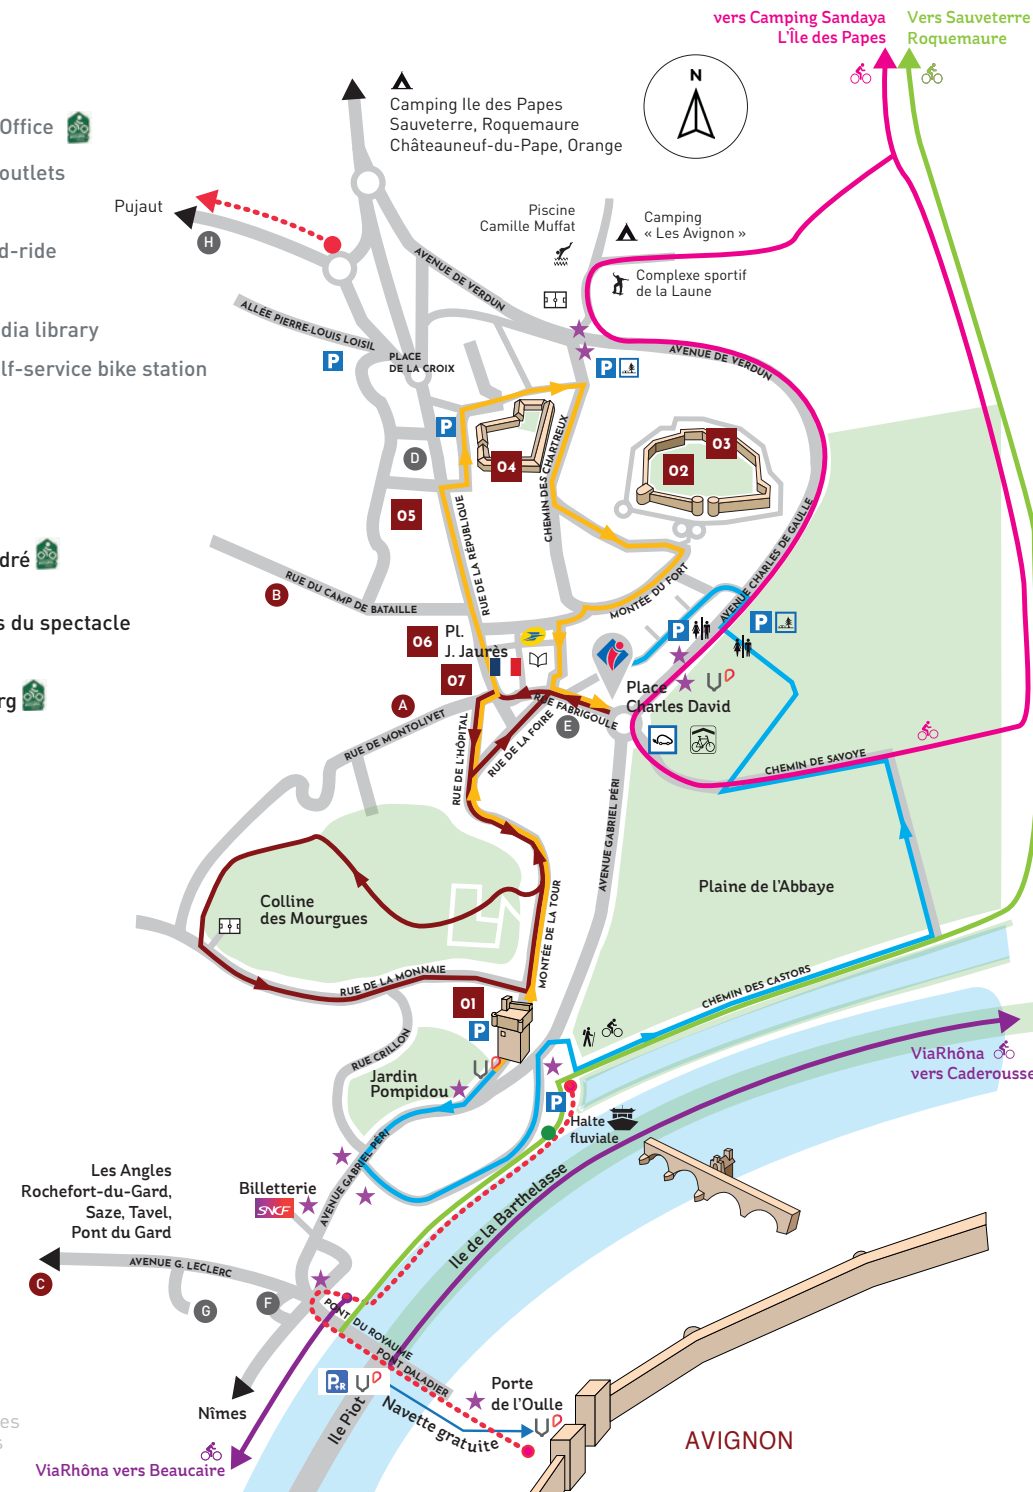 vers Camping Sandaya
L'Île des Papes
Vers Sauveterre
Roquemaure
N
Camping Ile des Papes
Sauveterre, Roquemaure
Châteauneuf-du-Pape, Orange
Office
outlets
d-ride
dia library
lf-service bike station
dré
s du spectacle
rg
es
s
Pujaut
H
Piscine
Camille Muffat
Camping
« Les Avignon »
Complexe sportif
de la Laune
AVENUE DE VERDUN
AVENUE DE VERDUN
ALLÉE PIERRE-LOUIS LOISIL
P
PLACE
DE LA CROIX
P
P
D
04
03
02
05
CHEMIN DES CHARTREUX
RUE DE LA RÉPUBLIQUE
AVENUE CHARLES DE GAULLE
MONTÉE DU FORT
B
RUE DU CAMP DE BATAILLE
06
Pl.
J. Jaurès
07
P
P
A
RUE DE MONTOLIVET
Place
Charles David
RUE FABRIGOULE
E
RUE DE LA FOIRE
RUE DE L'HÔPITAL
CHEMIN DE SAVOYE
AVENUE GABRIEL PÉRI
Plaine de l'Abbaye
Colline
des Mourgues
MONTÉE DE LA TOUR
RUE DE LA MONNAIE
CHEMIN DES CASTORS
01
P
RUE CRILLON
Jardin
Pompidou
P
Halte
fluviale
ViaRhôna
vers Caderousse
AVENUE GABRIEL PÉRI
Les Angles
Rochefort-du-Gard,
Saze, Tavel,
Pont du Gard
Billetterie
SNCF
Ile de la Barthelasse
AVENUE G. LECLERC
C
G
F
PONT DU ROYAUME
PONT DALADIER
P+R
Nîmes
Ile Piot
Navette gratuite
Porte
de l'Oulle
AVIGNON
ViaRhôna vers Beaucaire